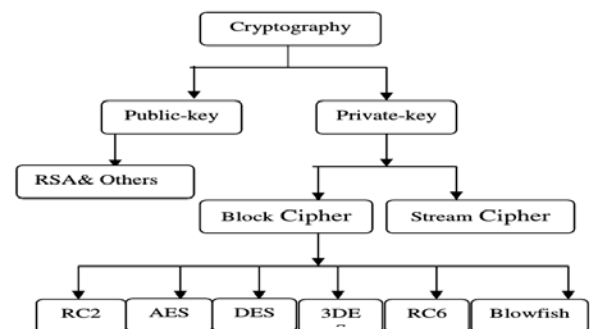 Cryptography
Public-key
Private-key
RSA& Others
Block Cipher
Stream Cipher
RC2
AES
DES
3DE
RC6
Blowfish